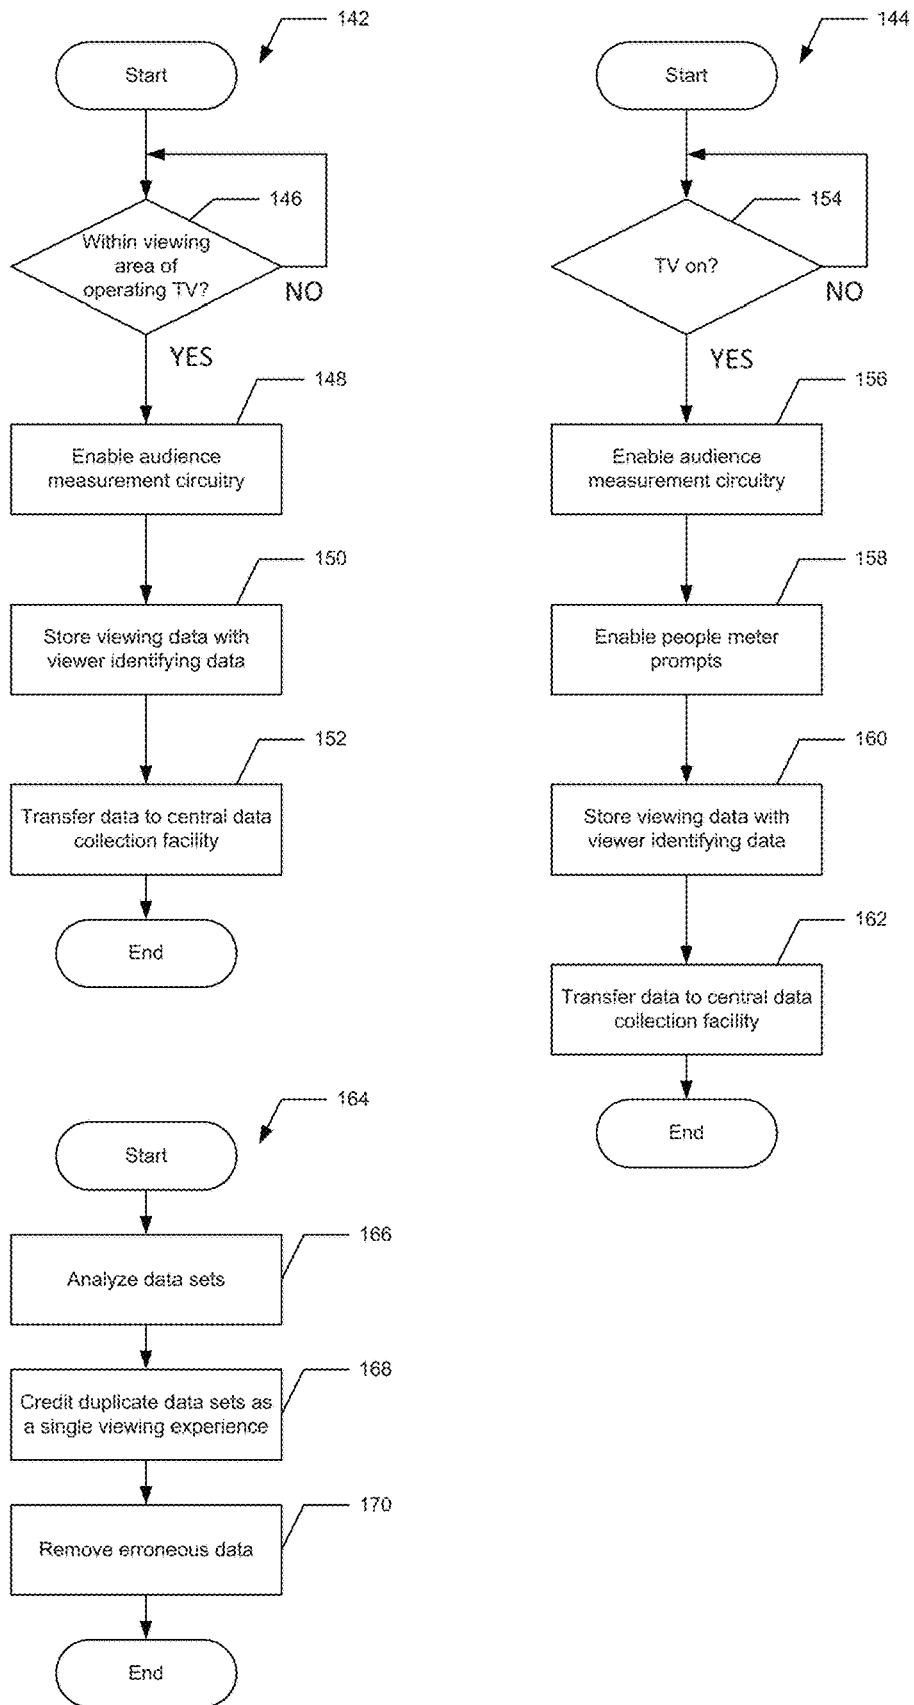 142
Start
146
Within viewing
area of
operating TV?
NO
YES
148
Enable audience
measurement circuitry
150
Store viewing data with
viewer identifying data
152
Transfer data to central data
collection facility
End
144
Start
154
TV on?
NO
YES
156
Enable audience
measurement circuitry
158
Enable people meter
prompts
160
Store viewing data with
viewer identifying data
162
Transfer data to central data
collection facility
End
164
Start
166
Analyze data sets
168
Credit duplicate data sets as
a single viewing experience
170
Remove erroneous data
End